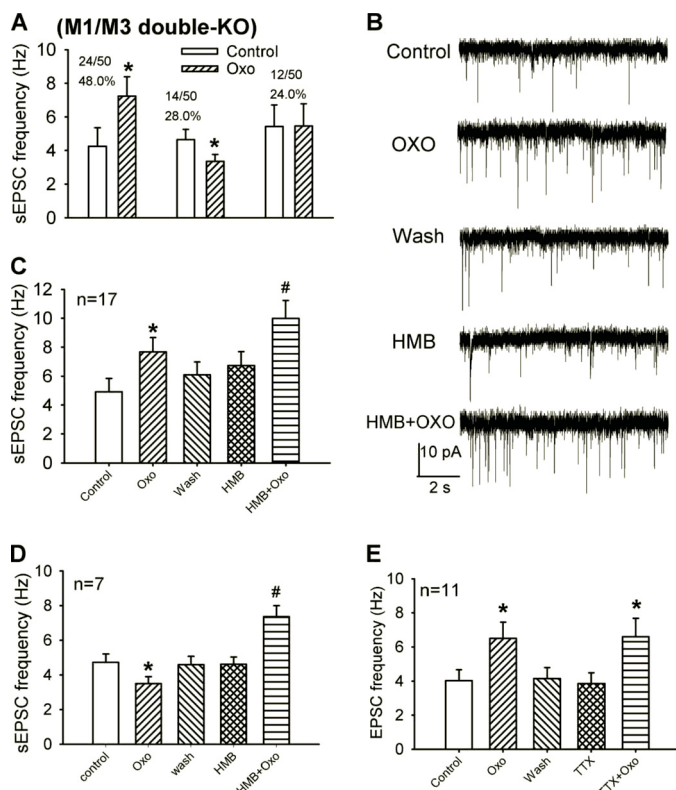 A (M1/M3 double-KO)
sEPSC frequency (Hz)
10
8
6
4
2
0
24/50
48.0%
*
14/50
28.0%
*
12/50
24.0%
Control
Oxo
B
Control
OXO
Wash
HMB
HMB+OXO
10 pA
2 s
C
sEPSC frequency (Hz)
12
10
8
6
4
2
0
n=17
*
#
Control
Oxo
Wash
HMB
HMB+Oxo
D
sEPSC frequency (Hz)
10
8
6
4
2
0
n=7
*
#
control
Oxo
wash
HMB
HMB+Oxo
E
EPSC frequency (Hz)
10
8
6
4
2
0
n=11
*
*
Control
Oxo
Wash
TTX
TTX+Oxo